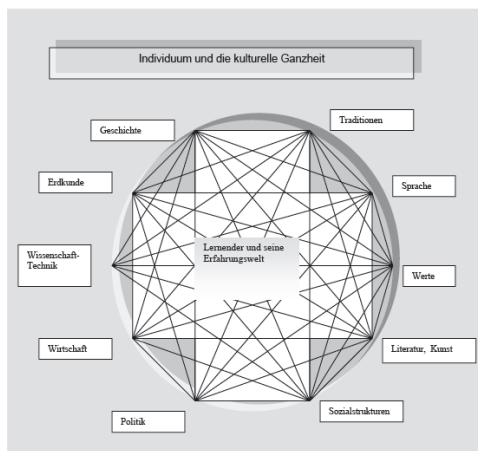 Individuum und die kulturelle Ganzheit
Traditionen
Geschichte
Erdkunde
Sprache
Lernender und seine
Erfahrungswelt
Wissenschaft-
Technik
Werte
Wirtschaft
Literatur, Kunst
Politik
Sozialstrukturen